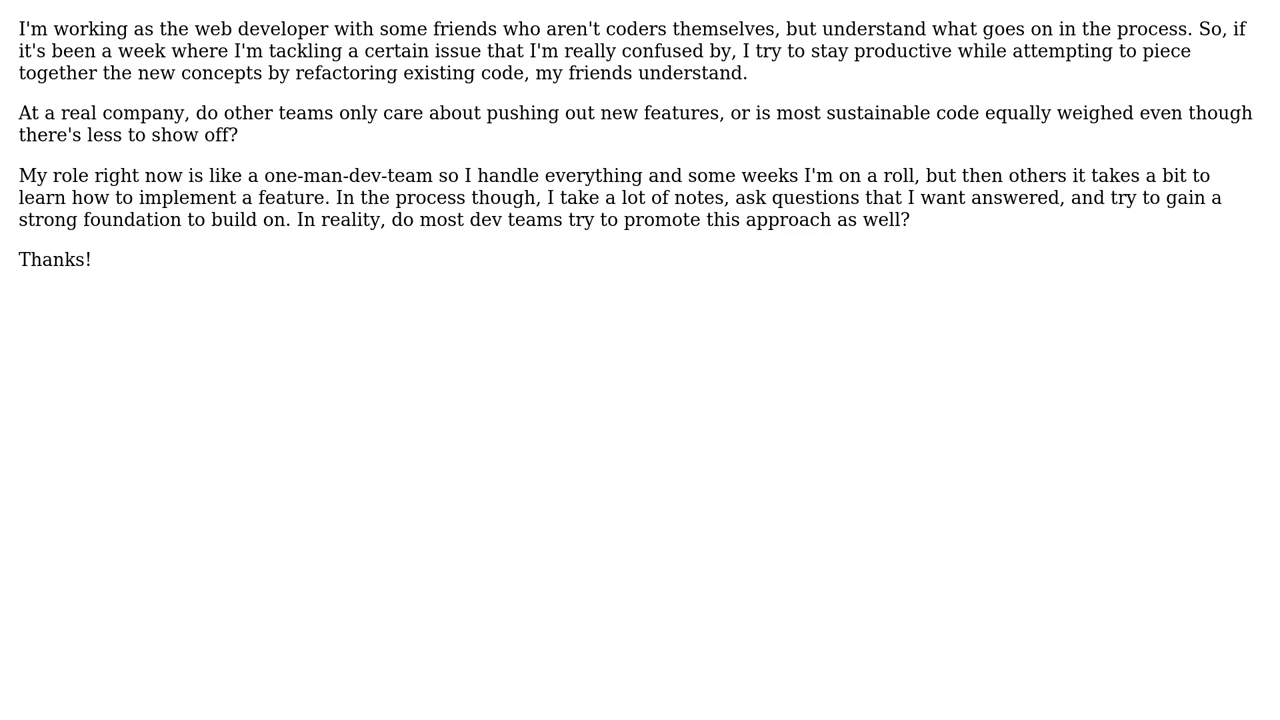 I'm working as the web developer with some friends who aren't coders themselves, but understand what goes on in the process. So, if
it's been a week where I'm tackling a certain issue that I'm really confused by, I try to stay productive while attempting to piece
together the new concepts by refactoring existing code, my friends understand.
At a real company, do other teams only care about pushing out new features, or is most sustainable code equally weighed even though
there's less to show off?
My role right now is like a one-man-dev-team so I handle everything and some weeks I'm on a roll, but then others it takes a bit to
learn how to implement a feature. In the process though, I take a lot of notes, ask questions that I want answered, and try to gain a
strong foundation to build on. In reality, do most dev teams try to promote this approach as well?
Thanks!